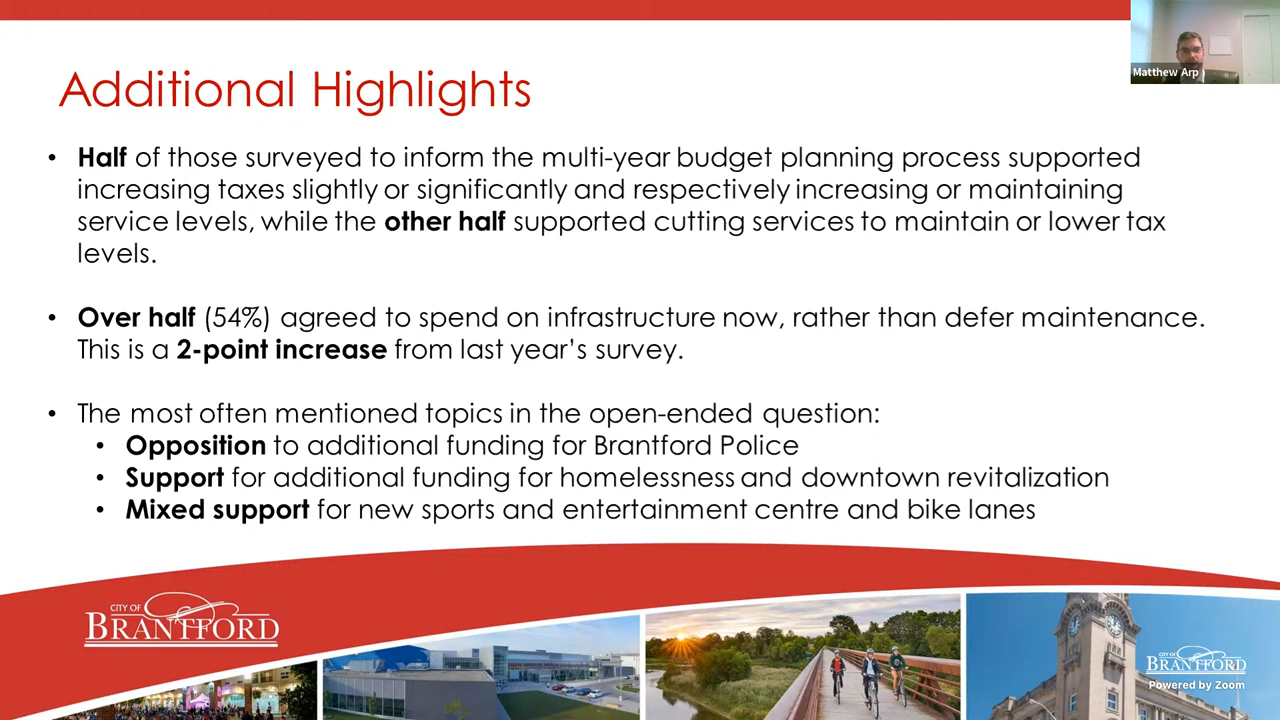 Matthew Arp
Additional Highlights
• Half of those surveyed to inform the multi-year budget planning process supported
increasing taxes slightly or significantly and respectively increasing or maintaining
service levels, while the other half supported cutting services to maintain or lower tax
levels.
• Over half (54%) agreed to spend on infrastructure now, rather than defer maintenance.
This is a 2-point increase from last year’s survey.
• The most often mentioned topics in the open-ended question:
• Opposition to additional funding for Brantford Police
• Support for additional funding for homelessness and downtown revitalization
• Mixed support for new sports and entertainment centre and bike lanes
CITY OF
BRANTFORD
CITY OF
BRANTFORD
Powered by Zoom